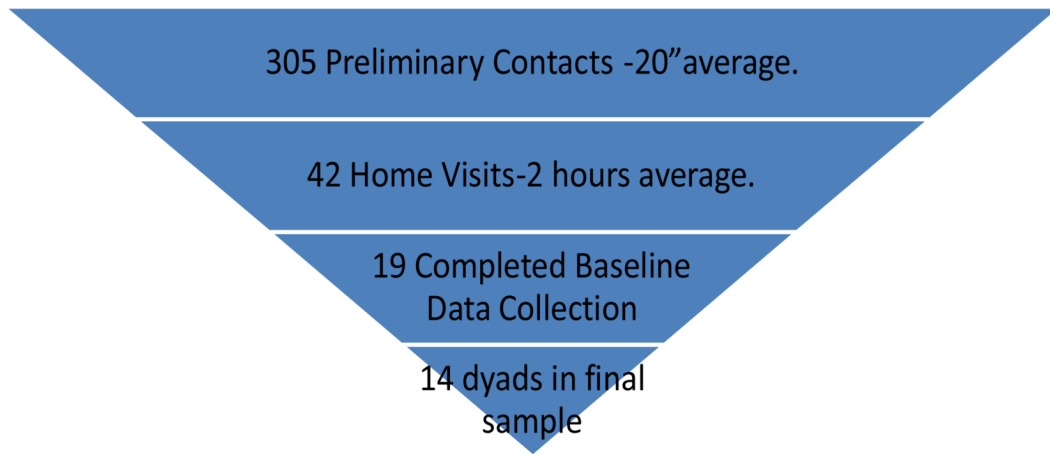 305 Preliminary Contacts -20”average.
42 Home Visits-2 hours average.
19 Completed Baseline
Data Collection
14 dyads in final
sample